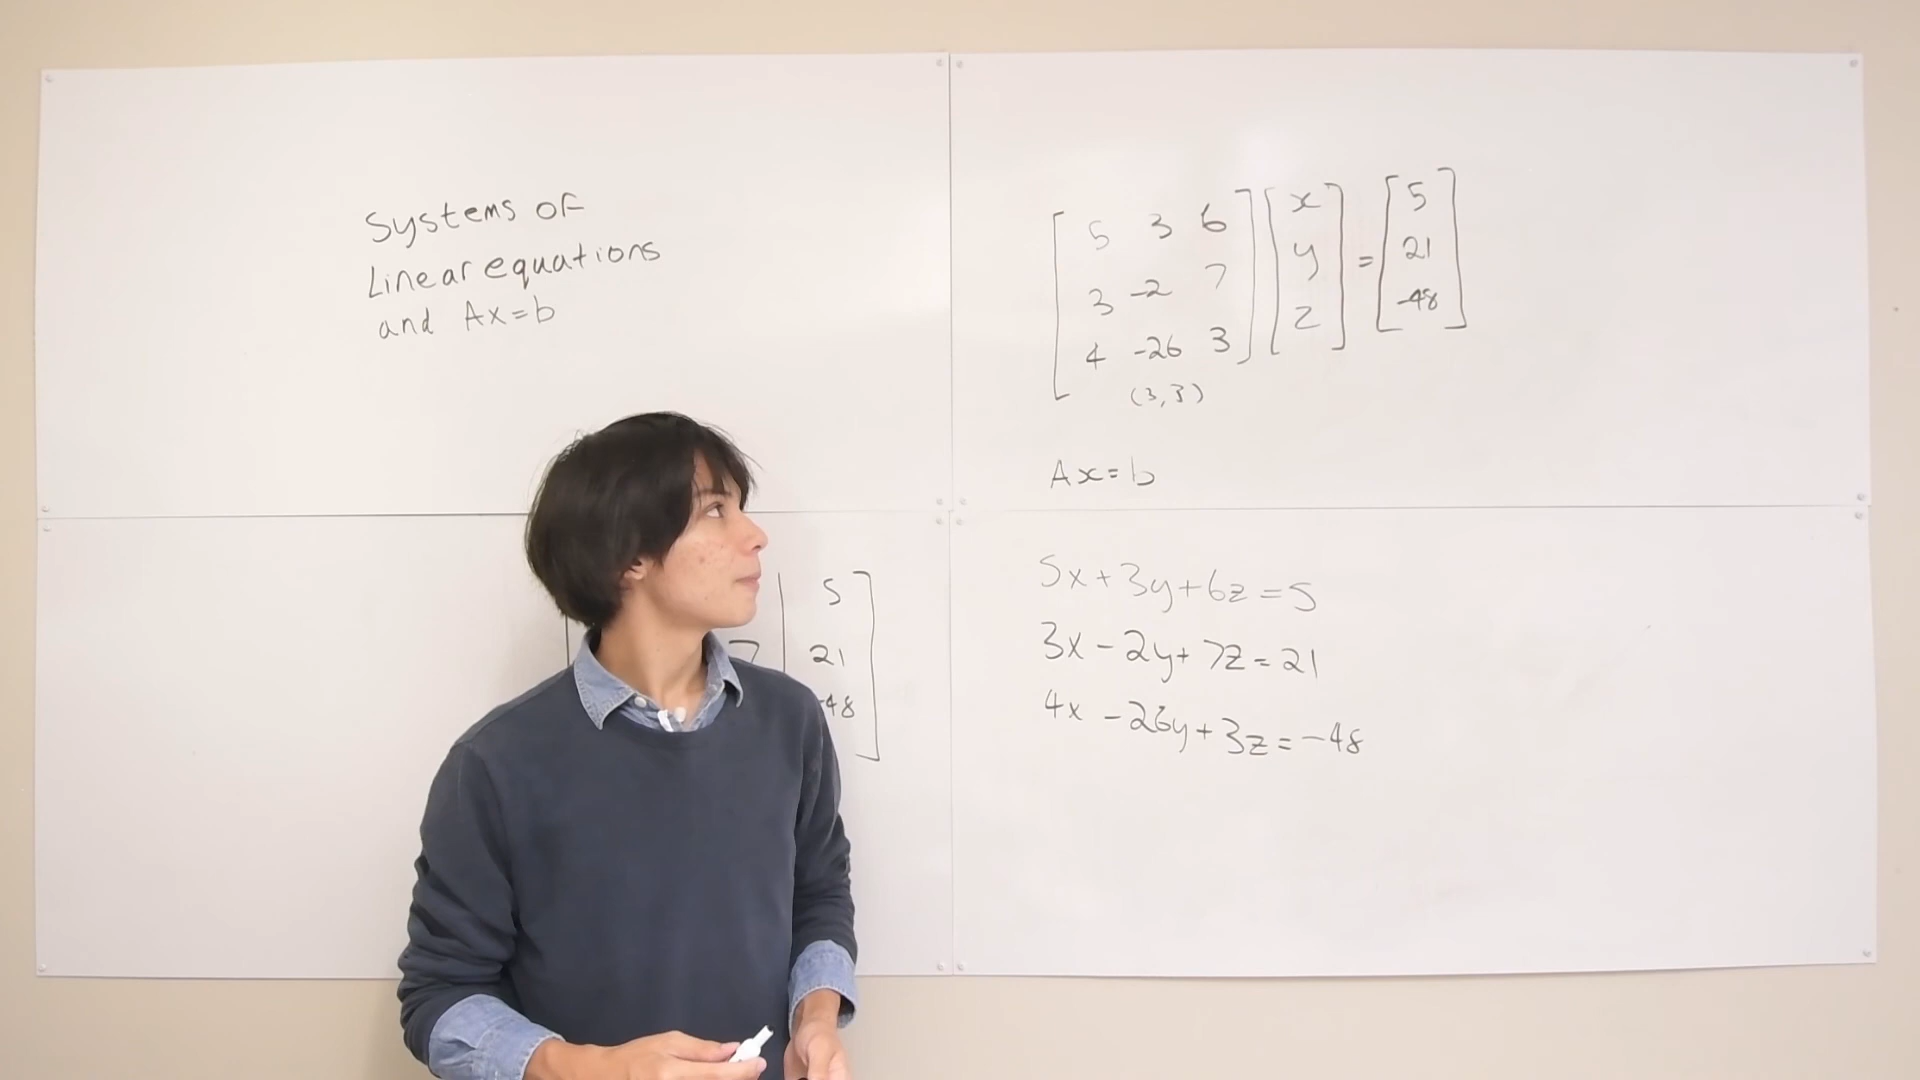 Systems of
Linear equations
and Ax=b
5 3 6 x 5
3 -2 7 y = 21
4 -26 3 z -48
(3,3)
Ax=b
5
7 21
-48
5x+3y+6z=5
3x-2y+7z=21
4x-26y+3z=-48